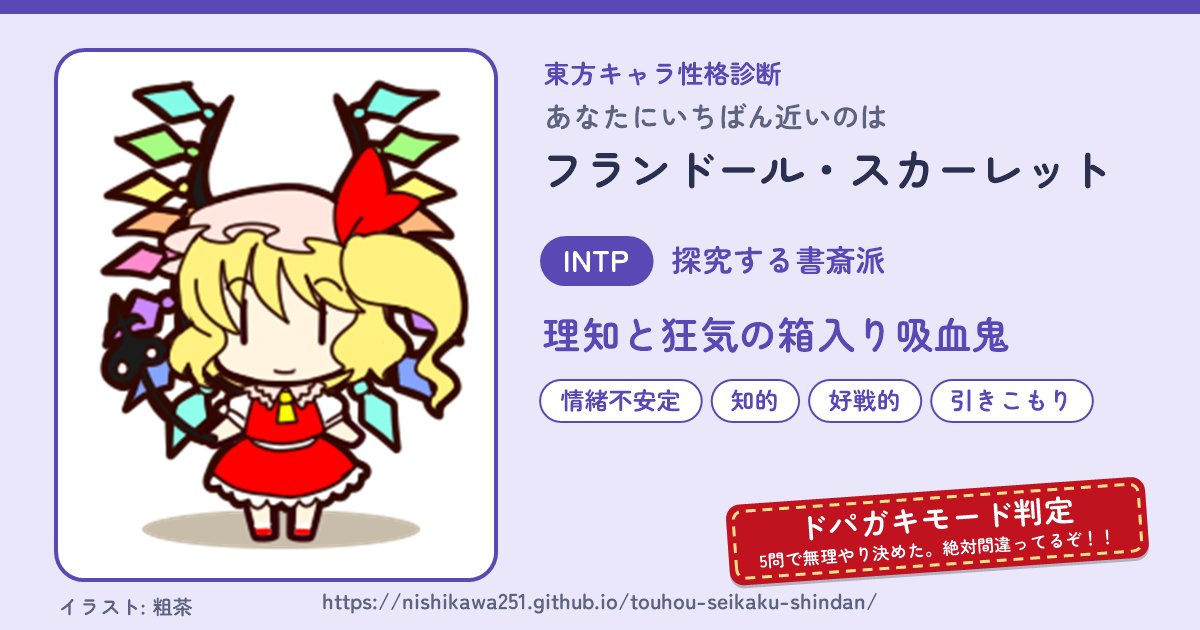 東方キャラ性格診断
あなたにいちばん近いのは
フランドール・スカーレット
INTP 探究する書斎派
理知と狂気の箱入り吸血鬼
情緒不安定 知的 好戦的 引きこもり
ドパガキモード判定
5問で無理やり決めた。絶対間違ってるぞ！！
イラスト: 粗茶
https://nishikawa251.github.io/touhou-seikaku-shindan/